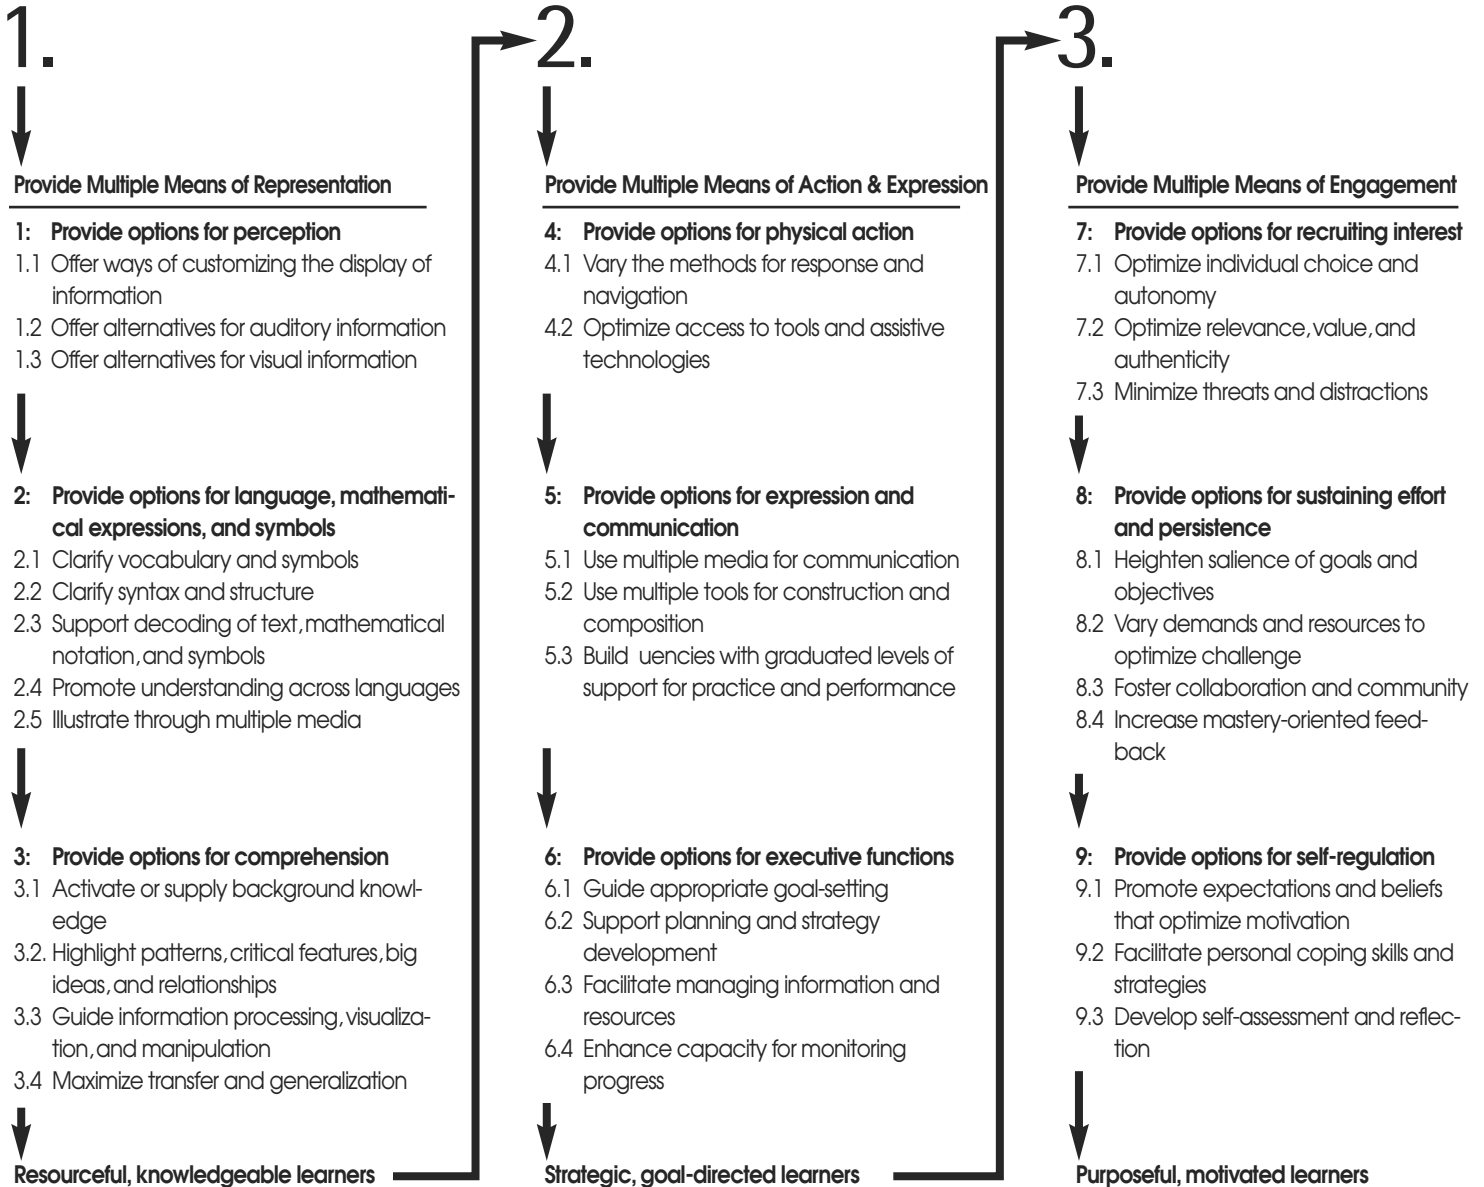 1.
Provide Multiple Means of Representation
1: Provide options for perception
1.1 Offer ways of customizing the display of
information
1.2 Offer alternatives for auditory information
1.3 Offer alternatives for visual information
2: Provide options for language, mathemati-
cal expressions, and symbols
2.1 Clarify vocabulary and symbols
2.2 Clarify syntax and structure
2.3 Support decoding of text, mathematical
notation, and symbols
2.4 Promote understanding across languages
2.5 Illustrate through multiple media
3: Provide options for comprehension
3.1 Activate or supply background knowl-
edge
3.2. Highlight patterns, critical features, big
ideas, and relationships
3.3 Guide information processing, visualiza-
tion, and manipulation
3.4 Maximize transfer and generalization
Resourceful, knowledgeable learners
2.
Provide Multiple Means of Action & Expression
4: Provide options for physical action
4.1 Vary the methods for response and
navigation
4.2 Optimize access to tools and assistive
technologies
5: Provide options for expression and
communication
5.1 Use multiple media for communication
5.2 Use multiple tools for construction and
composition
5.3 Build uencies with graduated levels of
support for practice and performance
6: Provide options for executive functions
6.1 Guide appropriate goal-setting
6.2 Support planning and strategy
development
6.3 Facilitate managing information and
resources
6.4 Enhance capacity for monitoring
progress
Strategic, goal-directed learners
3.
Provide Multiple Means of Engagement
7: Provide options for recruiting interest
7.1 Optimize individual choice and
autonomy
7.2 Optimize relevance, value, and
authenticity
7.3 Minimize threats and distractions
8: Provide options for sustaining effort
and persistence
8.1 Heighten salience of goals and
objectives
8.2 Vary demands and resources to
optimize challenge
8.3 Foster collaboration and community
8.4 Increase mastery-oriented feed-
back
9: Provide options for self-regulation
9.1 Promote expectations and beliefs
that optimize motivation
9.2 Facilitate personal coping skills and
strategies
9.3 Develop self-assessment and reflec-
tion
Purposeful, motivated learners